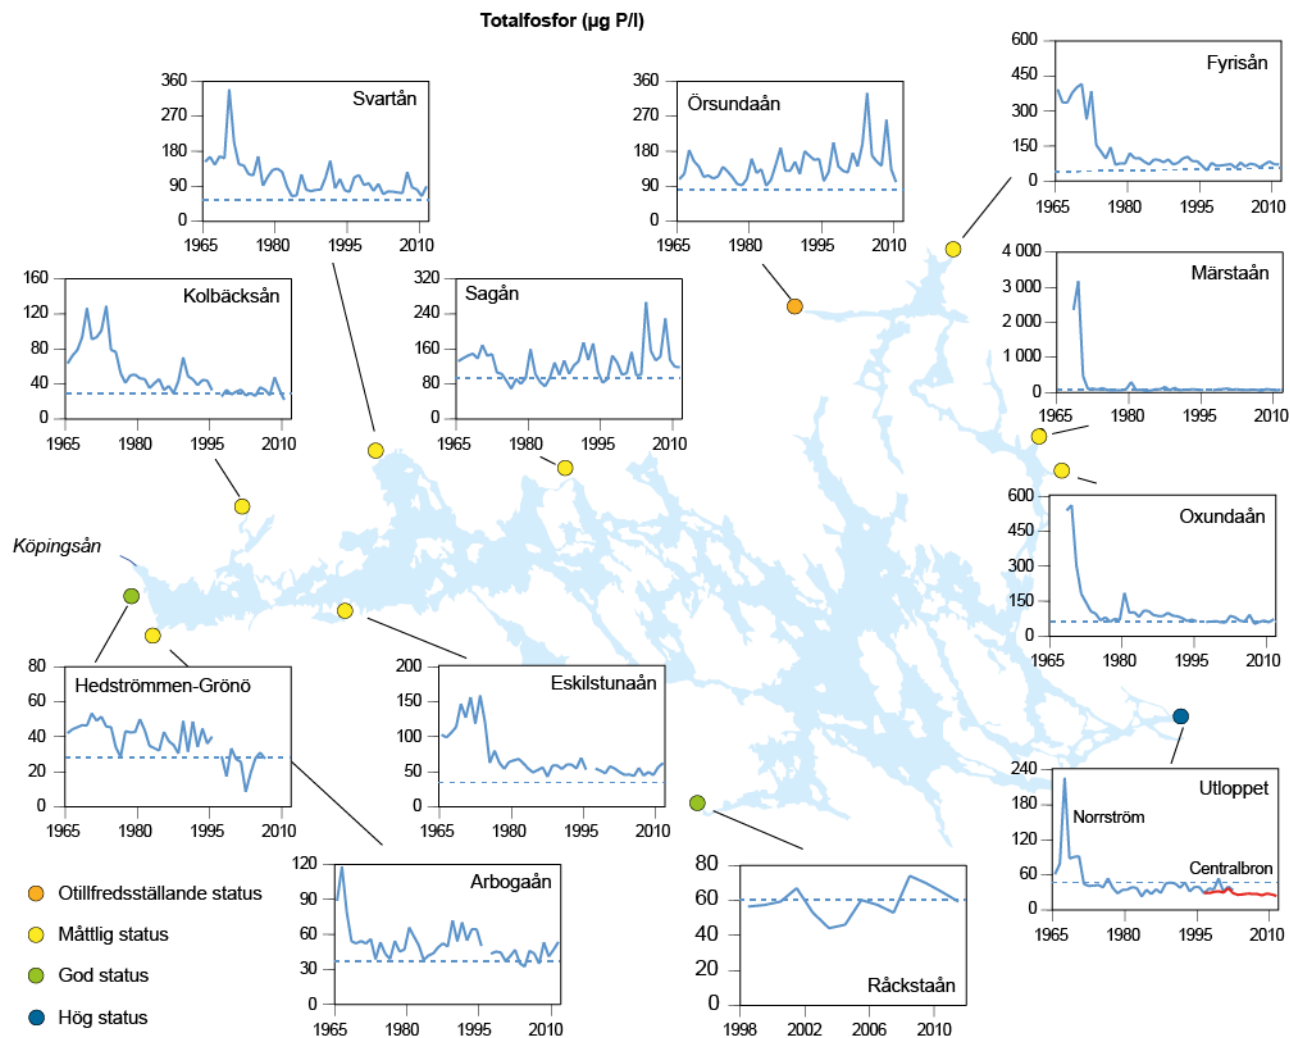 Totalfosfor (µg P/l)
Svartån
360
270
180
90
0
1965 1980 1995 2010
Örsundaån
360
270
180
90
0
1965 1980 1995 2010
Fyrisån
600
450
300
150
0
1965 1980 1995 2010
Kolbäcksån
160
120
80
40
0
1965 1980 1995 2010
Sagån
320
240
160
80
0
1965 1980 1995 2010
Märstaån
4 000
3 000
2 000
1 000
0
1965 1980 1995 2010
Köpingsån
Oxundaån
600
450
300
150
0
1965 1980 1995 2010
Hedströmmen-Grönö
80
60
40
20
0
1965 1980 1995 2010
Eskilstunaån
200
150
100
50
0
1965 1980 1995 2010
Utloppet
Norrström
Centralbron
240
180
120
60
0
1965 1980 1995 2010
Arbogaån
120
90
60
30
0
1965 1980 1995 2010
Råckstaån
80
60
40
20
0
1998 2002 2006 2010
Otillfredsställande status
Måttlig status
God status
Hög status